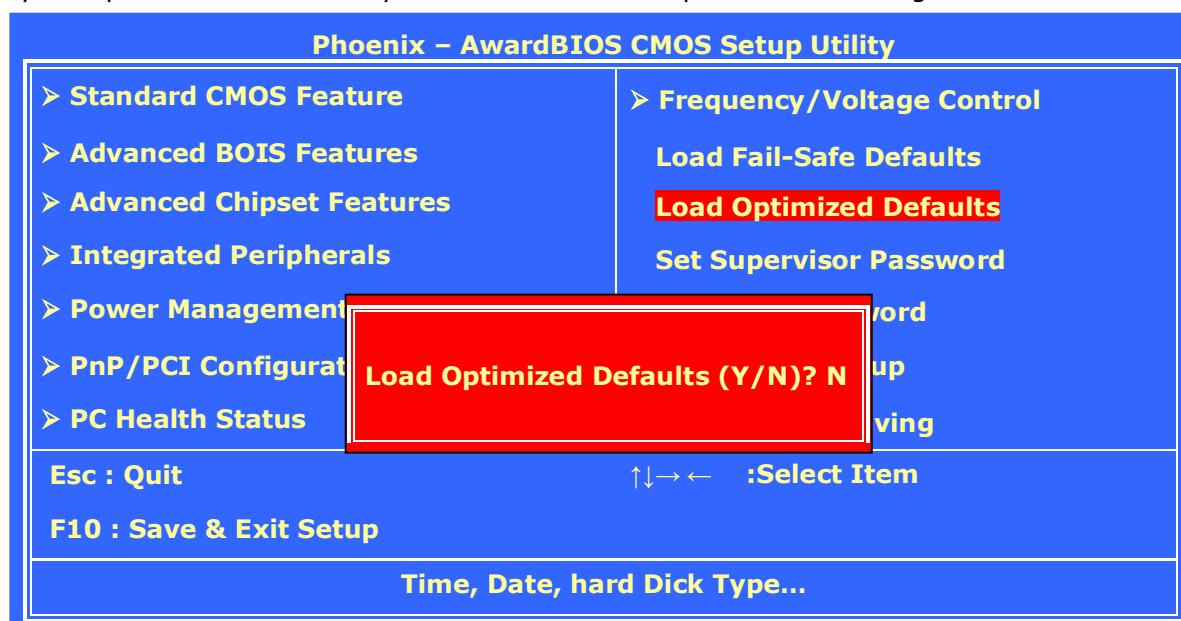 Phoenix – AwardBIOS CMOS Setup Utility
➢ Standard CMOS Feature
➢ Advanced BOIS Features
➢ Advanced Chipset Features
➢ Integrated Peripherals
➢ Power Management
➢ PnP/PCI Configurat
➢ PC Health Status
➢ Frequency/Voltage Control
Load Fail-Safe Defaults
Load Optimized Defaults
Set Supervisor Password
word
up
ving
Load Optimized Defaults (Y/N)? N
Esc : Quit
↑↓→← :Select Item
F10 : Save & Exit Setup
Time, Date, hard Dick Type...